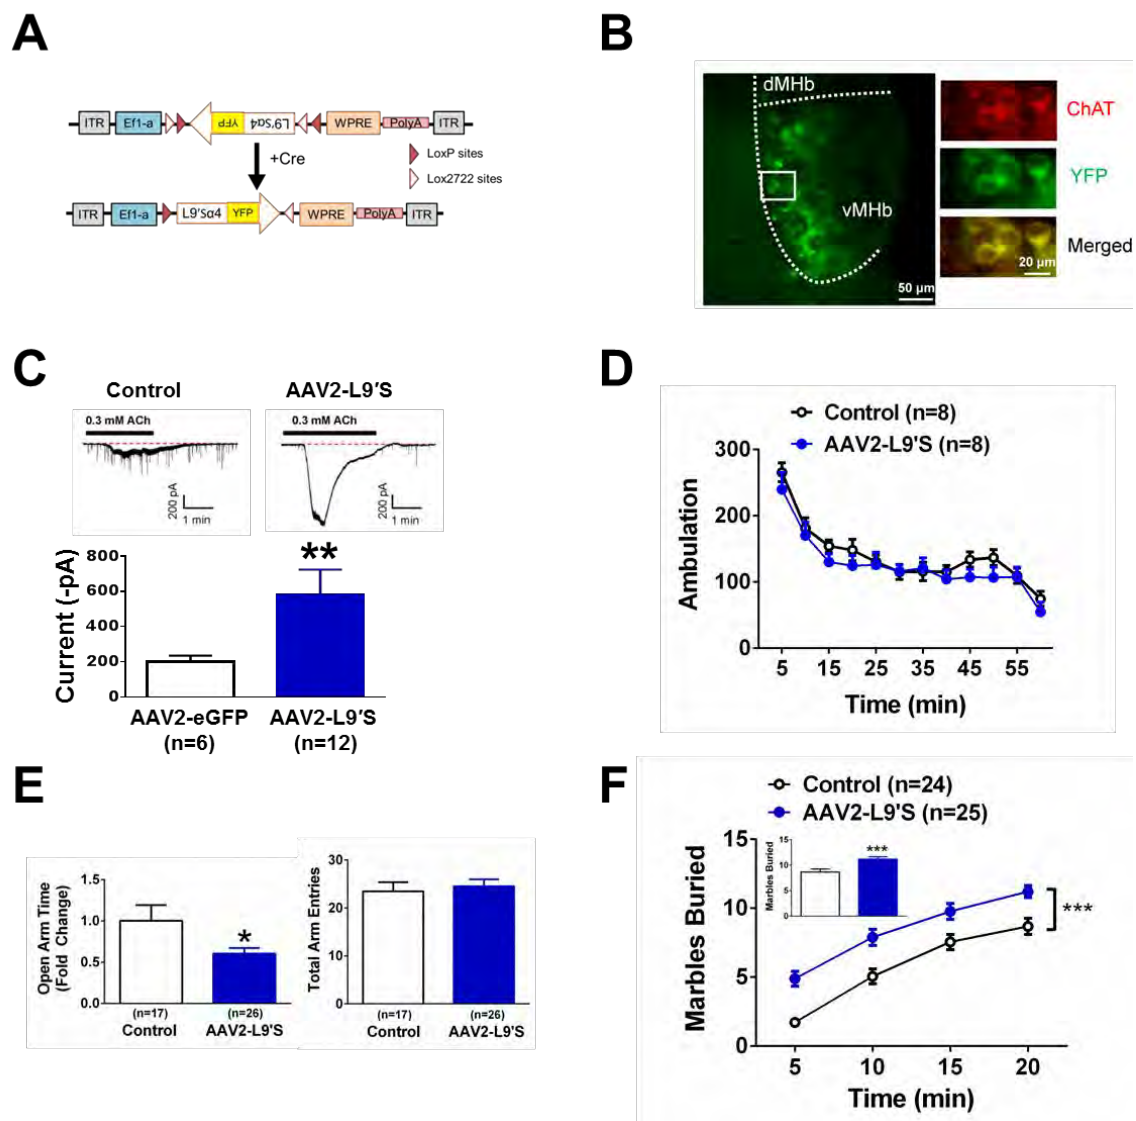 A
ITR Ef1-a YFP L9'Sα4 WPRE PolyA ITR
+Cre
LoxP sites
Lox2722 sites
ITR Ef1-a L9'Sα4 YFP WPRE PolyA ITR
B
dMHb
vMHb
50 µm
ChAT
YFP
Merged
20 µm
C
Control AAV2-L9'S
0.3 mM ACh 0.3 mM ACh
200 pA 1 min 200 pA 1 min
Current (-pA)
800
600
400
200
0
**
AAV2-eGFP AAV2-L9'S
(n=6) (n=12)
D
Control (n=8)
AAV2-L9'S (n=8)
Ambulation
300
200
100
0
5 15 25 35 45 55
Time (min)
E
Open Arm Time
(Fold Change)
1.5
1.0
0.5
0.0
*
(n=17) (n=26)
Control AAV2-L9'S
Total Arm Entries
30
20
10
0
(n=17) (n=26)
Control AAV2-L9'S
F
Control (n=24)
AAV2-L9'S (n=25)
Marbles Buried
15
10
5
0
Marbles Buried
15
10
5
0
***
***
5 10 15 20
Time (min)